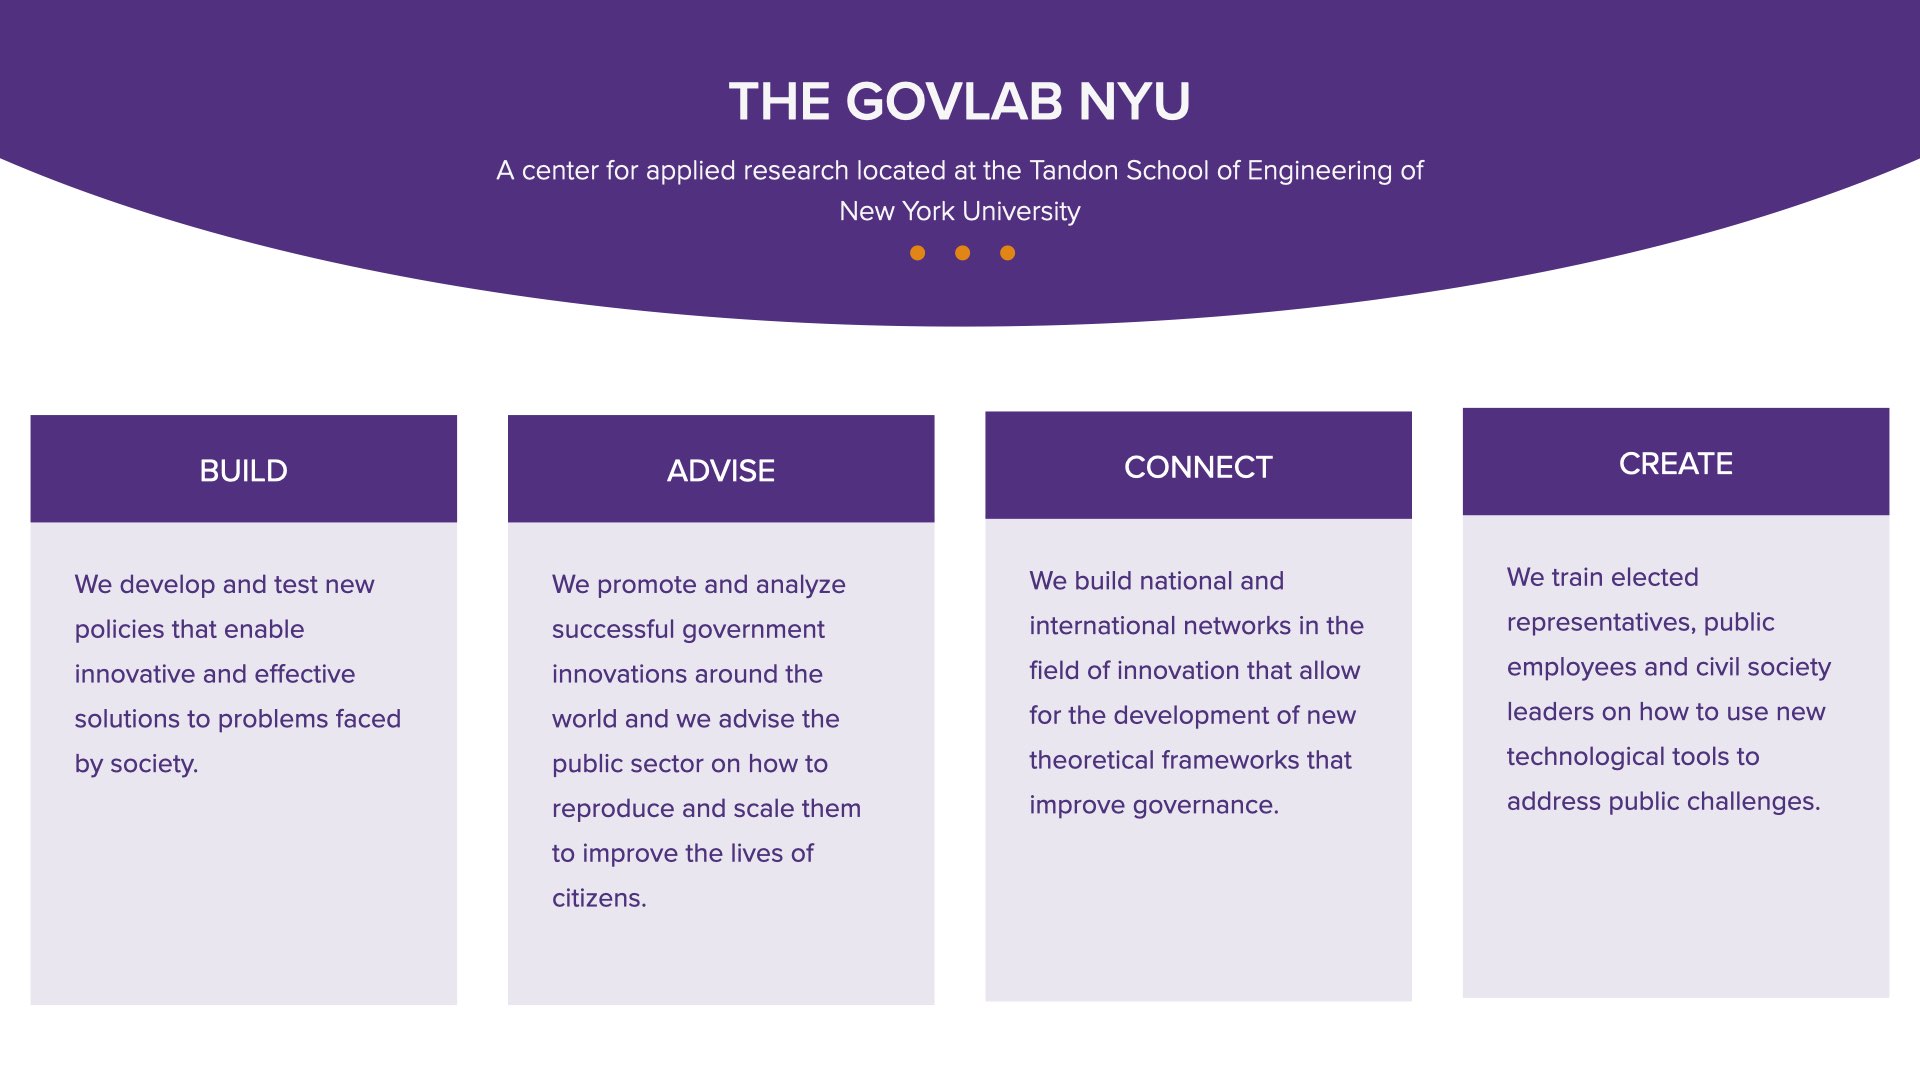 THE GOVLAB NYU
A center for applied research located at the Tandon School of Engineering of
New York University
BUILD
We develop and test new
policies that enable
innovative and effective
solutions to problems faced
by society.
ADVISE
We promote and analyze
successful government
innovations around the
world and we advise the
public sector on how to
reproduce and scale them
to improve the lives of
citizens.
CONNECT
We build national and
international networks in the
field of innovation that allow
for the development of new
theoretical frameworks that
improve governance.
CREATE
We train elected
representatives, public
employees and civil society
leaders on how to use new
technological tools to
address public challenges.